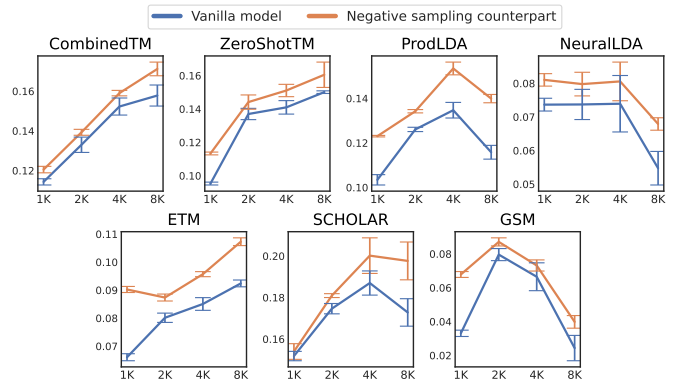 Vanilla model Negative sampling counterpart
CombinedTM ZeroShotTM ProdLDA NeuralLDA
0.16
0.14
0.12
1K 2K 4K 8K
0.16
0.14
0.12
0.10
1K 2K 4K 8K
0.14
0.12
0.10
1K 2K 4K 8K
0.08
0.07
0.06
0.05
1K 2K 4K 8K
ETM SCHOLAR GSM
0.11
0.10
0.09
0.08
0.07
1K 2K 4K 8K
0.20
0.18
0.16
1K 2K 4K 8K
0.08
0.06
0.04
0.02
1K 2K 4K 8K